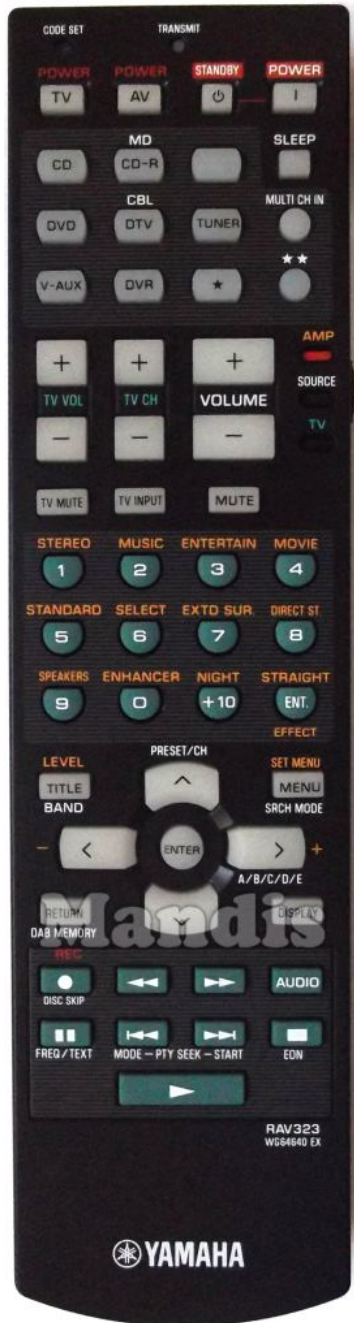 CODE SET TRANSMIT
POWER POWER STANDBY POWER
TV AV I
MD SLEEP
CD CD-R
CBL MULTI CH IN
DVD DTV TUNER
★★
V-AUX DVR ★
AMP
+ + +
SOURCE
TV VOL TV CH VOLUME
TV
- - -
TV MUTE TV INPUT MUTE
STEREO MUSIC ENTERTAIN MOVIE
1 2 3 4
STANDARD SELECT EXTD SUR. DIRECT ST.
5 6 7 8
SPEAKERS ENHANCER NIGHT STRAIGHT
9 0 +10 ENT.
EFFECT
PRESET/CH
LEVEL SET MENU
TITLE MENU
BAND SRCH MODE
- < ENTER > +
A/B/C/D/E
RETURN DISPLAY
Mandis
DAB MEMORY
REC
AUDIO
DISC SKIP
FREQ/TEXT MODE – PTY SEEK – START EON
RAV323
WG64640 EX
YAMAHA